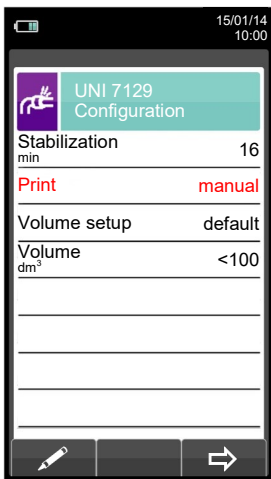 15/01/14
10:00
UNI 7129
Configuration
Stabilization
min
16
Print manual
Volume setup default
Volume
dm³
<100